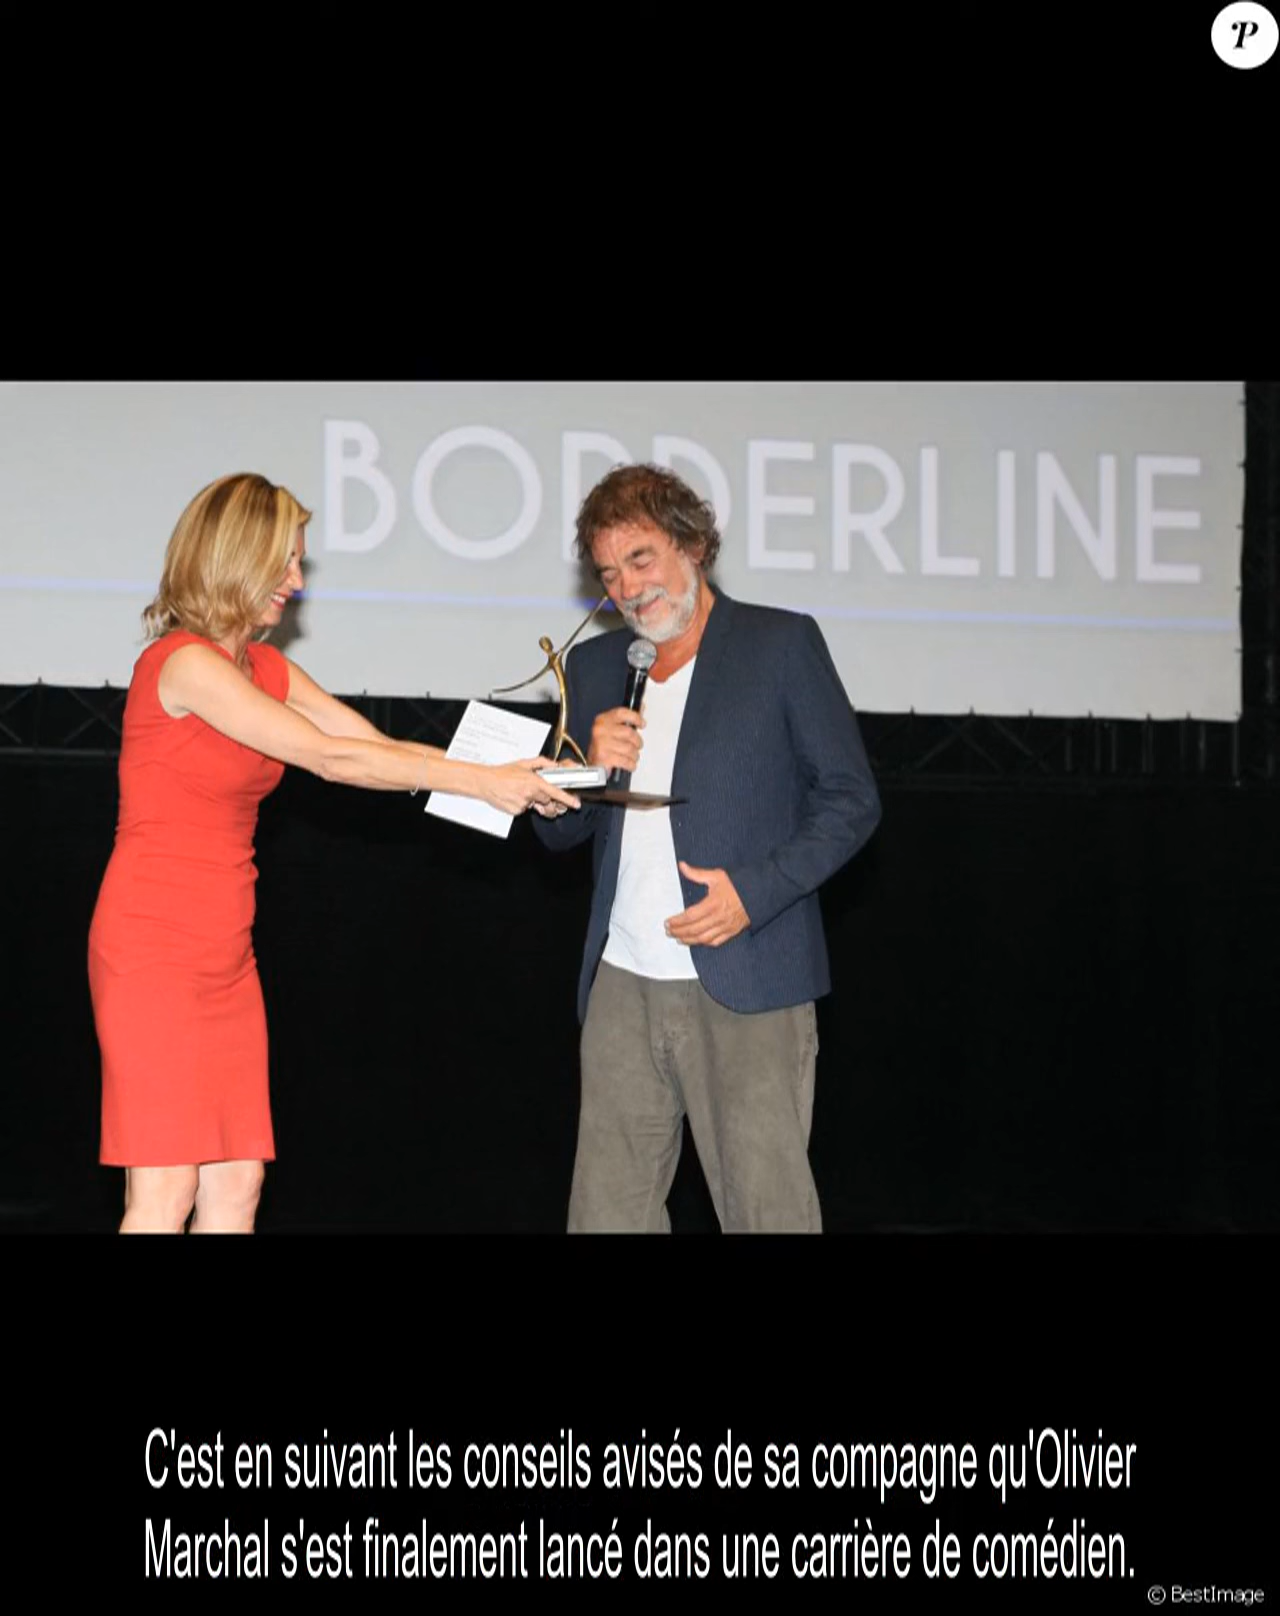 P
BORDERLINE
C'est en suivant les conseils avisés de sa compagne qu'Olivier
Marchal s'est finalement lancé dans une carrière de comédien.
© BestImage